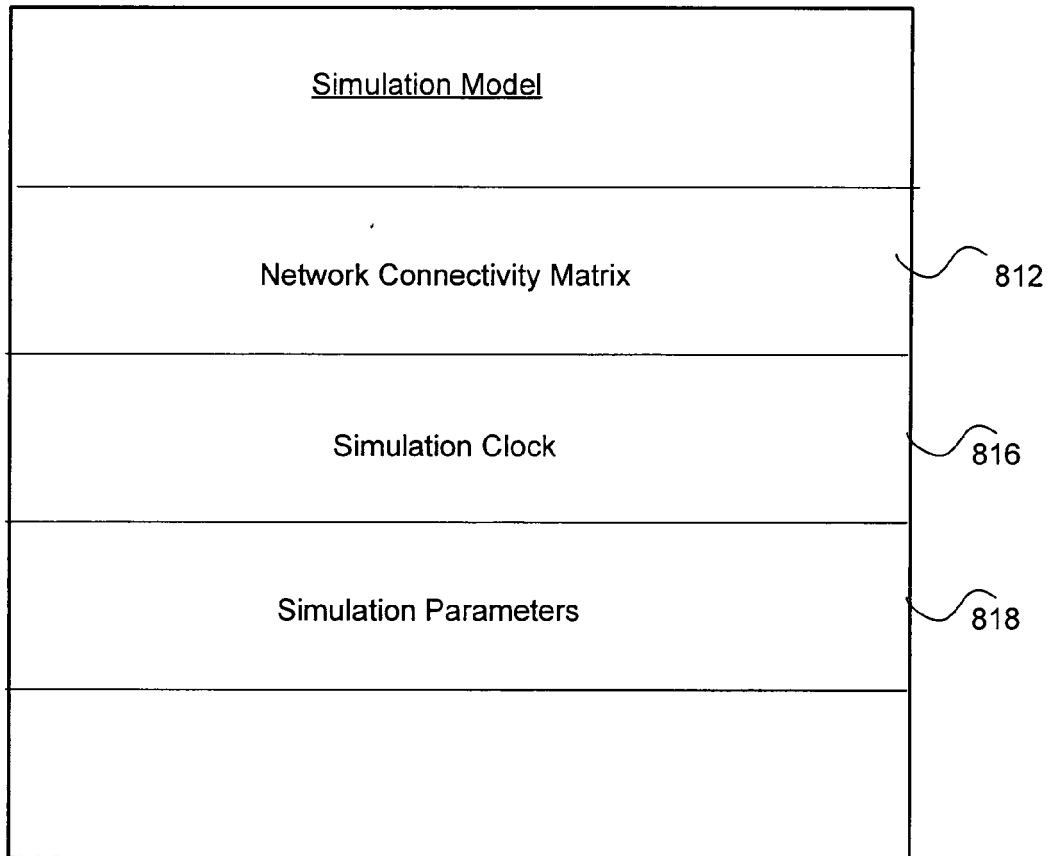 Simulation Model
Network Connectivity Matrix
812
Simulation Clock
816
Simulation Parameters
818